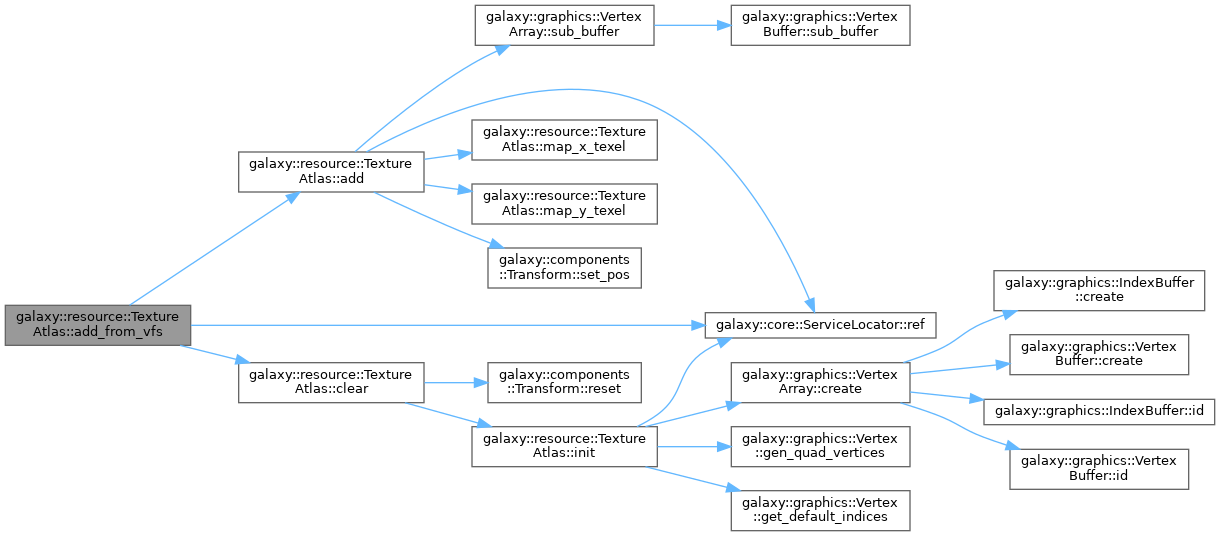 galaxy::graphics::Vertex
Array::sub_buffer
galaxy::graphics::Vertex
Buffer::sub_buffer
galaxy::resource::Texture
Atlas::map_x_texel
galaxy::resource::Texture
Atlas::add
galaxy::resource::Texture
Atlas::map_y_texel
galaxy::components
::Transform::set_pos
galaxy::resource::Texture
Atlas::add_from_vfs
galaxy::core::ServiceLocator::ref
galaxy::graphics::IndexBuffer
::create
galaxy::graphics::Vertex
Buffer::create
galaxy::resource::Texture
Atlas::clear
galaxy::components
::Transform::reset
galaxy::graphics::Vertex
Array::create
galaxy::graphics::IndexBuffer::id
galaxy::resource::Texture
Atlas::init
galaxy::graphics::Vertex
::gen_quad_vertices
galaxy::graphics::Vertex
Buffer::id
galaxy::graphics::Vertex
::get_default_indices